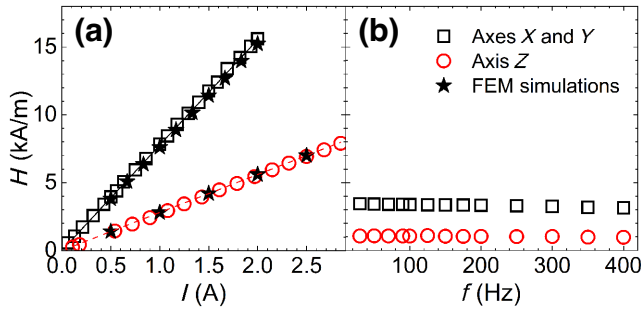 (a)
(b)
Axes X and Y
Axis Z
FEM simulations
H (kA/m)
15
10
5
0
0.0 0.5 1.0 1.5 2.0 2.5
100 200 300 400
I (A)
f (Hz)